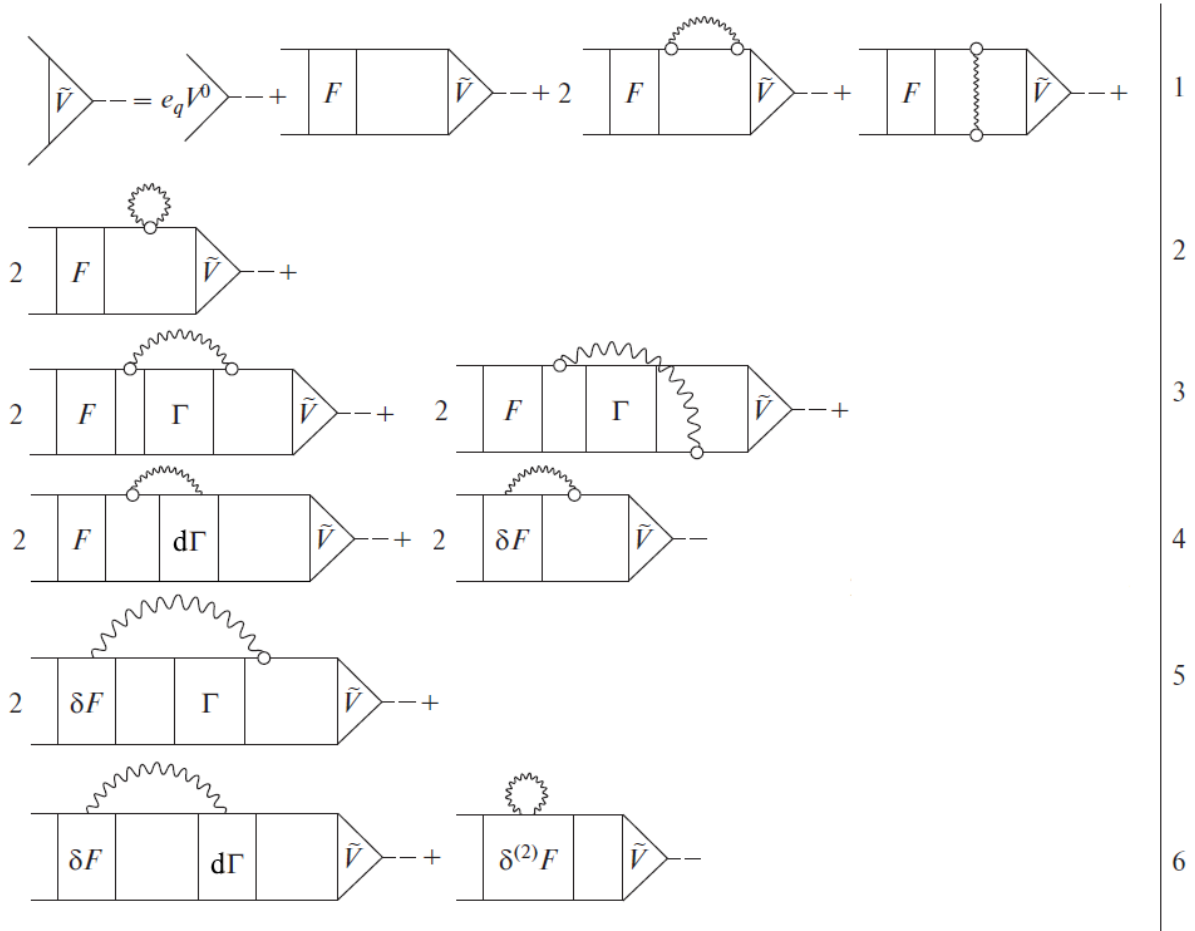 Ṽ = e_q V⁰ + F Ṽ + 2 F Ṽ + F Ṽ + 1
2 F Ṽ + 2
2 F Γ Ṽ + 2 F Γ Ṽ + 3
2 F dΓ Ṽ + 2 δF Ṽ 4
2 δF Γ Ṽ + 5
δF dΓ Ṽ + δ⁽²⁾F Ṽ 6